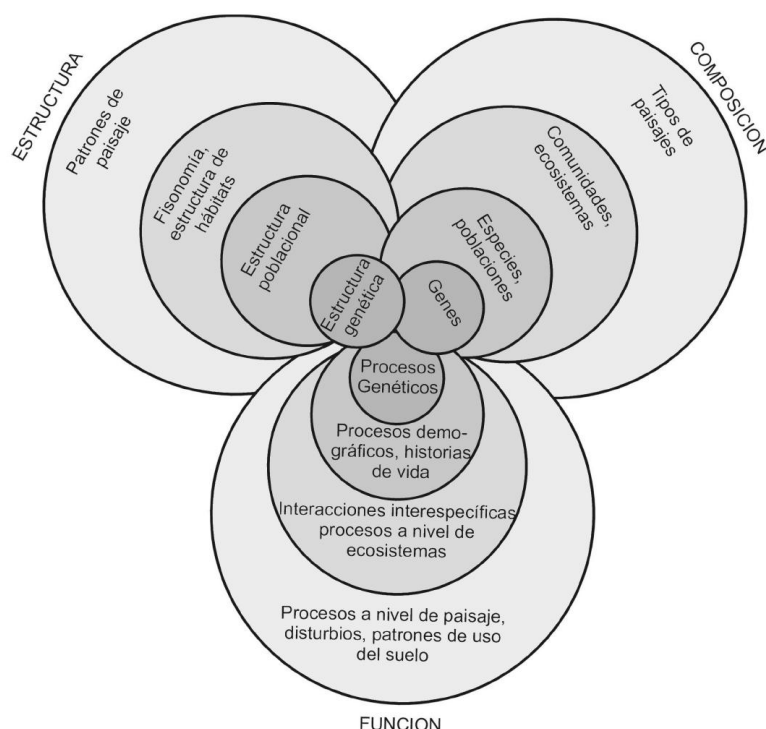 ESTRUCTURA
Patrones de
paisaje
Fisonomía,
estructura de
hábitats
Estructura
poblacional
Estructura
genética
COMPOSICION
Tipos de
paisajes
Comunidades,
ecosistemas
Especies,
poblaciones
Genes
Procesos
Genéticos
Procesos demo-
gráficos, historias
de vida
Interacciones interespecíficas
procesos a nivel de
ecosistemas
Procesos a nivel de paisaje,
disturbios, patrones de uso
del suelo
FUNCION